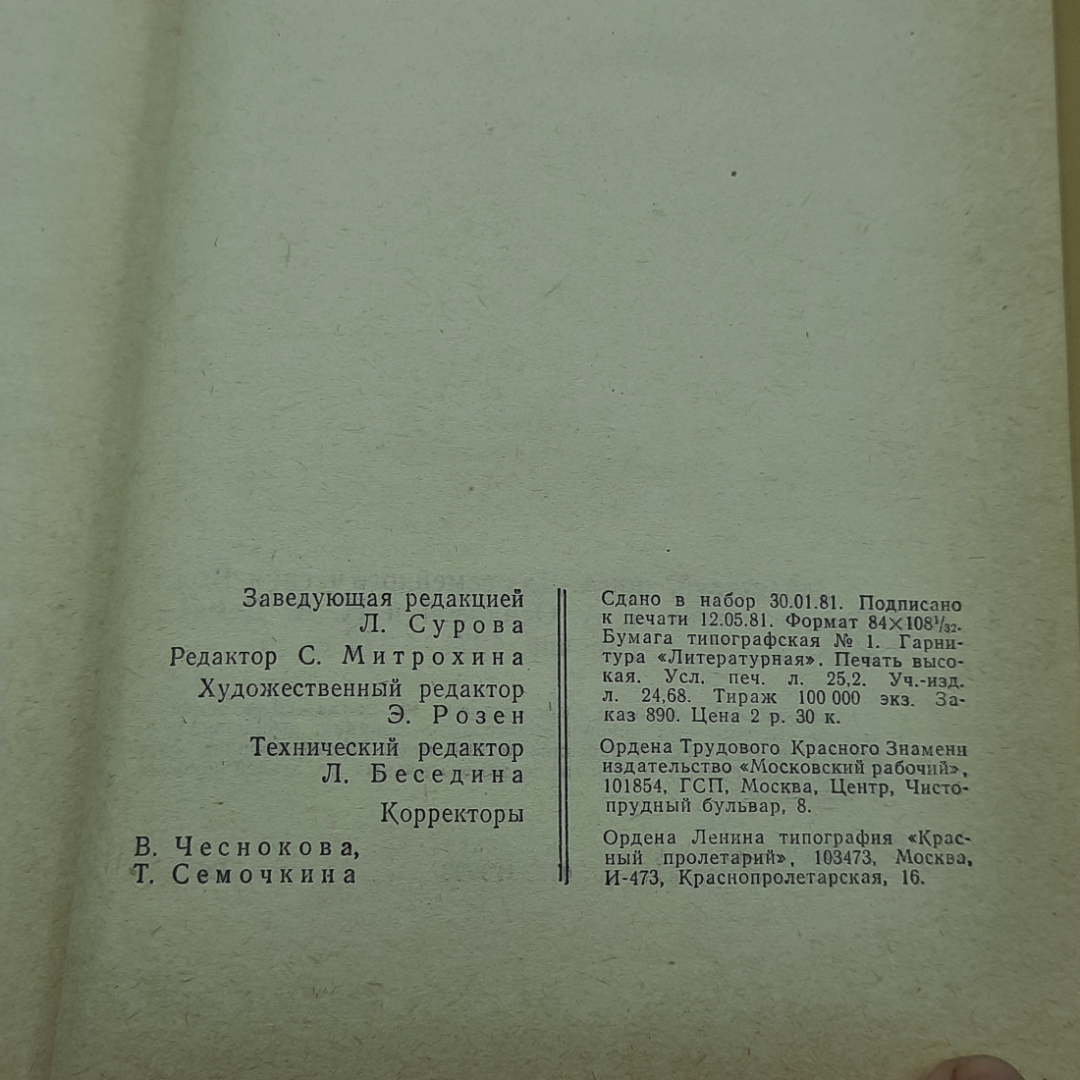 Заведующая редакцией
Л. Сурова
Редактор С. Митрохина
Художественный редактор
Э. Розен
Технический редактор
Л. Беседина
Корректоры
В. Чеснокова,
Т. Семочкина
Сдано в набор 30.01.81. Подписано
к печати 12.05.81. Формат 84×108¹/₃₂.
Бумага типографская № 1. Гарни-
тура «Литературная». Печать высо-
кая. Усл. печ. л. 25,2. Уч.-изд.
л. 24,68. Тираж 100 000 экз. За-
каз 890. Цена 2 р. 30 к.
Ордена Трудового Красного Знамени
издательство «Московский рабочий»,
101854, ГСП, Москва, Центр, Чисто-
прудный бульвар, 8.
Ордена Ленина типография «Крас-
ный пролетарий», 103473, Москва,
И-473, Краснопролетарская, 16.